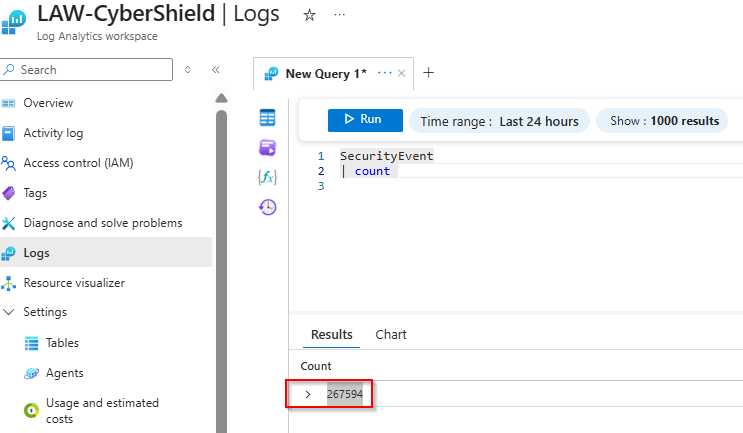 LAW-CyberShield | Logs ☆ ...
Log Analytics workspace
Search
New Query 1* ··· × +
Overview
Activity log
Access control (IAM)
Tags
Diagnose and solve problems
Logs
Resource visualizer
Settings
Tables
Agents
Usage and estimated
costs
Run Time range : Last 24 hours Show : 1000 results
{fx}
1 SecurityEvent
2 | count
3
Results Chart
Count
> 267594